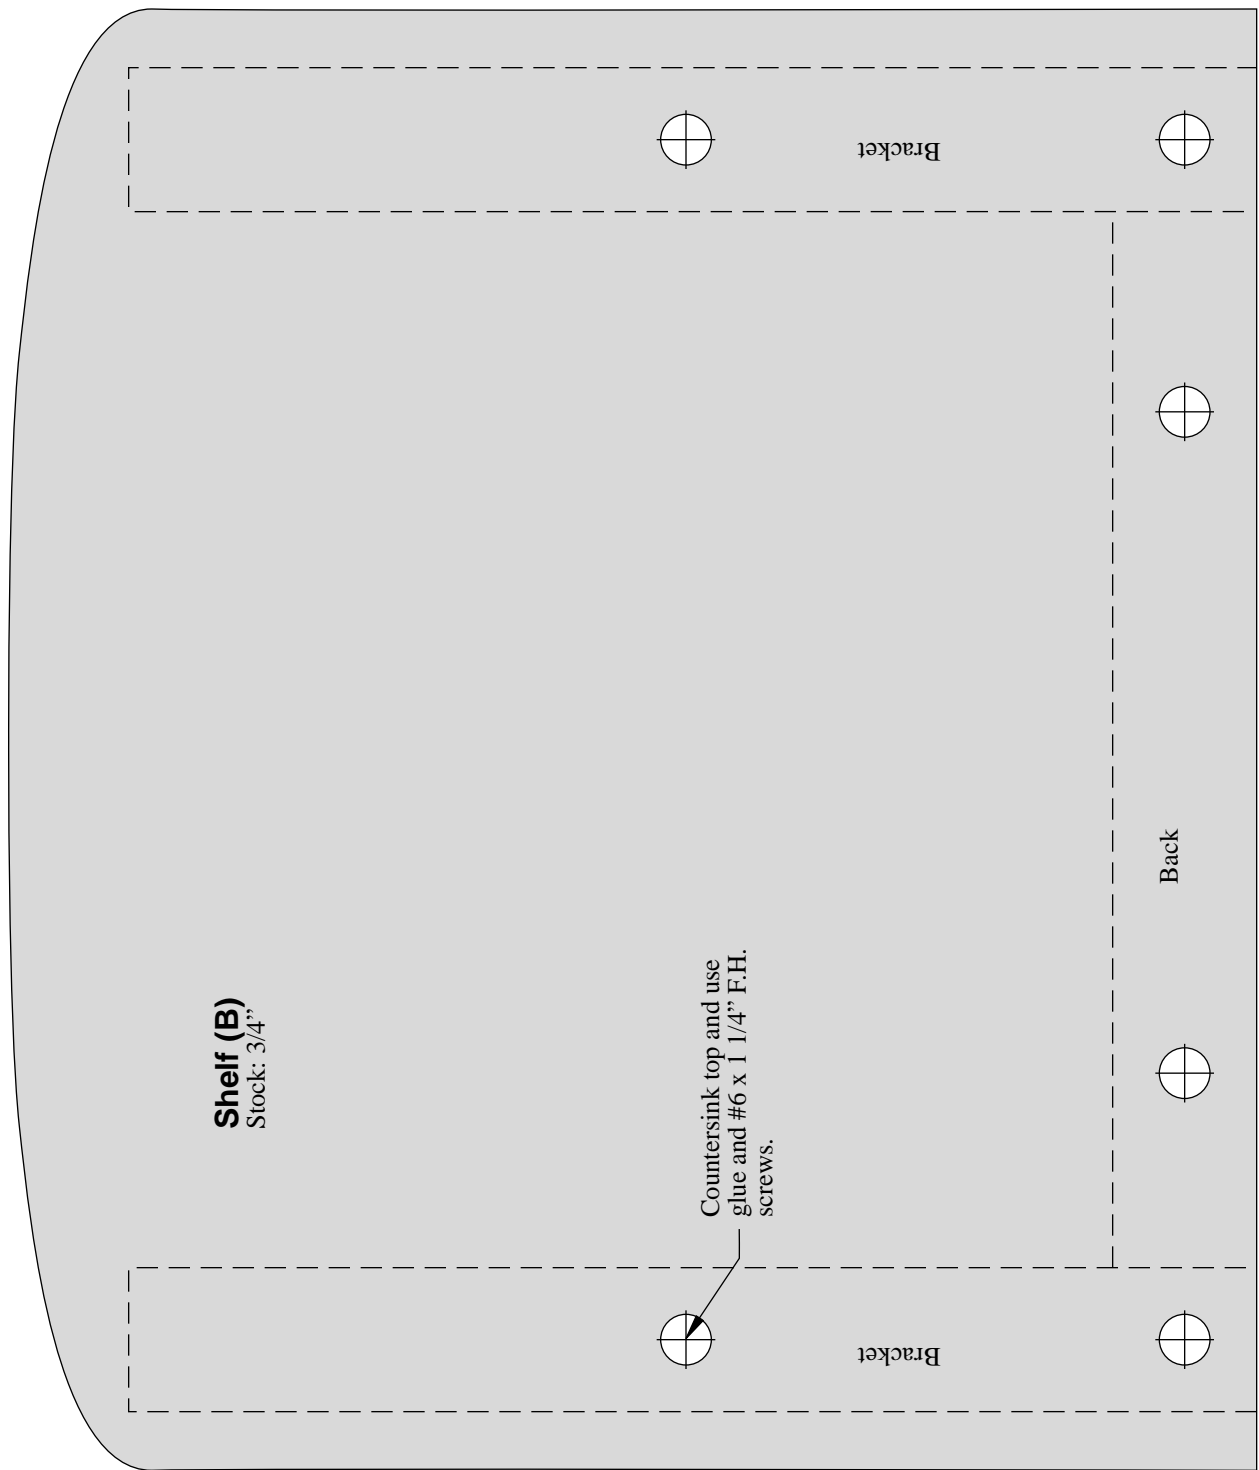 Shelf (B)
Stock: 3/4”
Countersink top and use
glue and #6 x 1 1/4” F.H.
screws.
Back
Bracket
Bracket